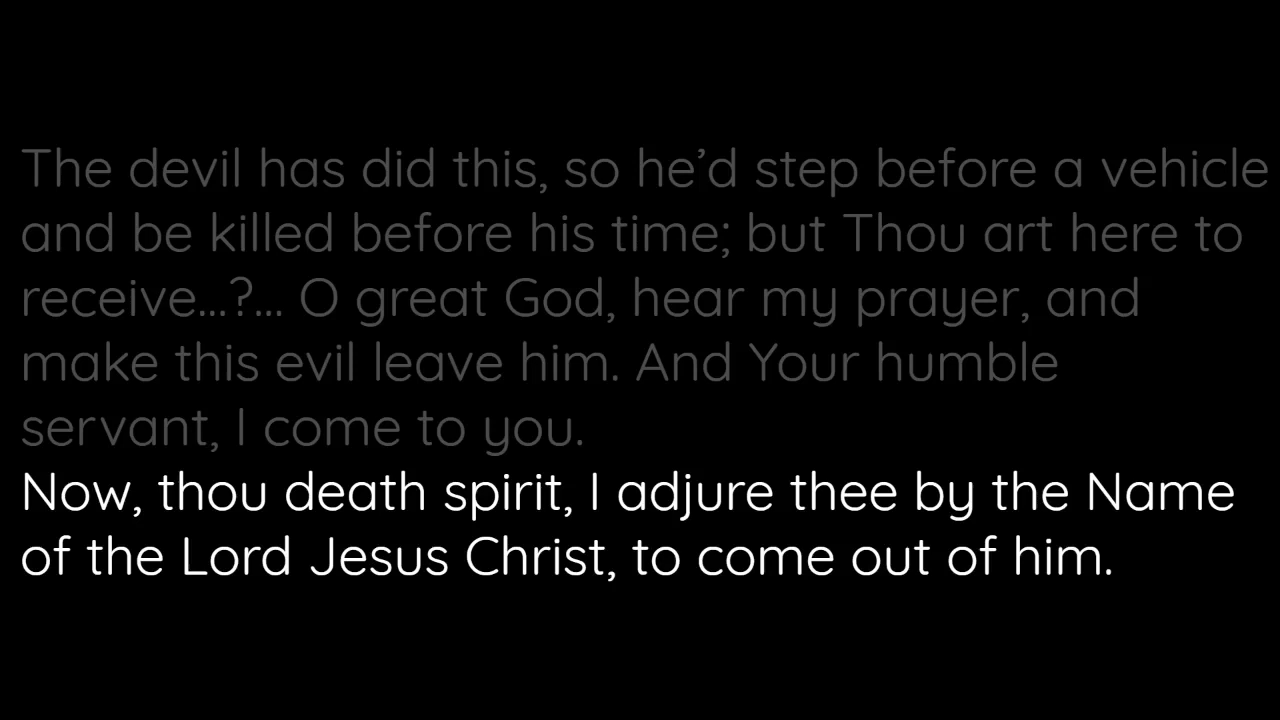 The devil has did this, so he’d step before a vehicle
and be killed before his time; but Thou art here to
receive...?... O great God, hear my prayer, and
make this evil leave him. And Your humble
servant, I come to you.
Now, thou death spirit, I adjure thee by the Name
of the Lord Jesus Christ, to come out of him.